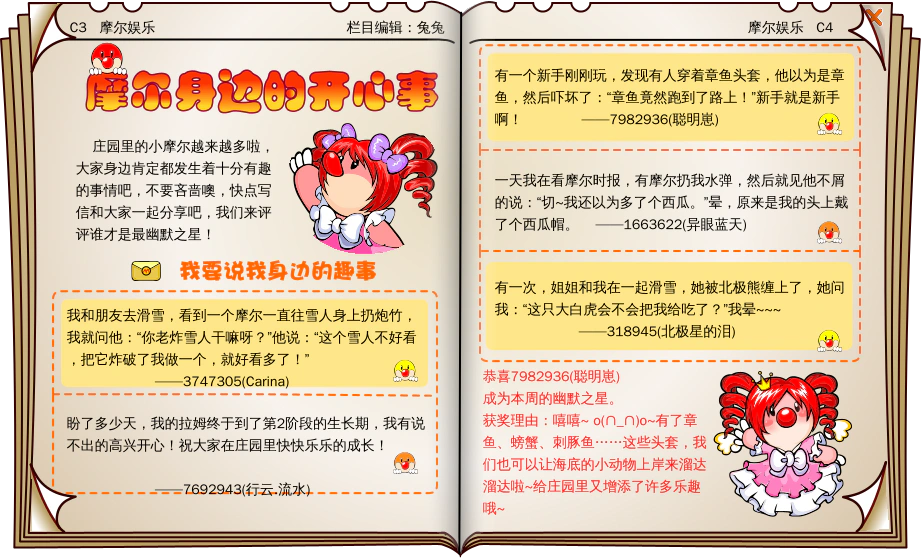 C3 摩尔娱乐
栏目编辑：兔兔
摩尔身边的开心事
庄园里的小摩尔越来越多啦，
大家身边肯定都发生着十分有趣
的事情吧，不要吝啬噢，快点写
信和大家一起分享吧，我们来评
评谁才是最幽默之星！
我要说我身边的趣事
我和朋友去滑雪，看到一个摩尔一直往雪人身上扔炮竹，
我就问他：“你老炸雪人干嘛呀？”他说：“这个雪人不好看
，把它炸破了我做一个，就好看多了！”
——3747305(Carina)
盼了多少天，我的拉姆终于到了第2阶段的生长期，我有说
不出的高兴开心！祝大家在庄园里快快乐乐的成长！
——7692943(行云.流水)
摩尔娱乐 C4
有一个新手刚刚玩，发现有人穿着章鱼头套，他以为是章
鱼，然后吓坏了：“章鱼竟然跑到了路上！”新手就是新手
啊！ ——7982936(聪明崽)
一天我在看摩尔时报，有摩尔扔我水弹，然后就见他不屑
的说：“切~我还以为多了个西瓜。”晕，原来是我的头上戴
了个西瓜帽。 ——1663622(异眼蓝天)
有一次，姐姐和我在一起滑雪，她被北极熊缠上了，她问
我：“这只大白虎会不会把我给吃了？”我晕~~~
——318945(北极星的泪)
恭喜7982936(聪明崽)
成为本周的幽默之星。
获奖理由：嘻嘻~ o(∩_∩)o~有了章
鱼、螃蟹、刺豚鱼……这些头套，我
们也可以让海底的小动物上岸来溜达
溜达啦~给庄园里又增添了许多乐趣
哦~